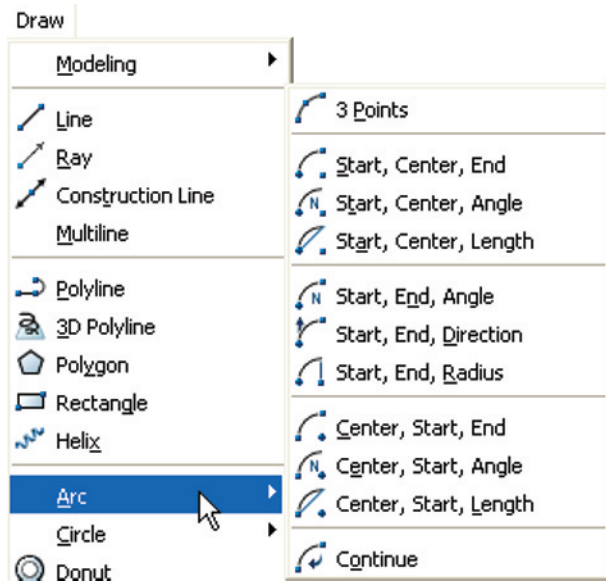 Draw
Modeling
Line
Ray
Construction Line
Multiline
Polyline
3D Polyline
Polygon
Rectangle
Helix
Arc
Circle
Donut
3 Points
Start, Center, End
Start, Center, Angle
Start, Center, Length
Start, End, Angle
Start, End, Direction
Start, End, Radius
Center, Start, End
Center, Start, Angle
Center, Start, Length
Continue